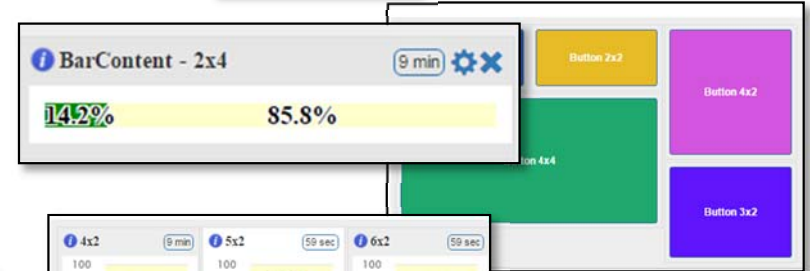 BarContent - 2x4
9 min
14.2%
85.8%
Button 2x2
Button 4x2
ton 4x4
Button 3x2
4x2
9 min
5x2
59 sec
6x2
59 sec
100
100
100